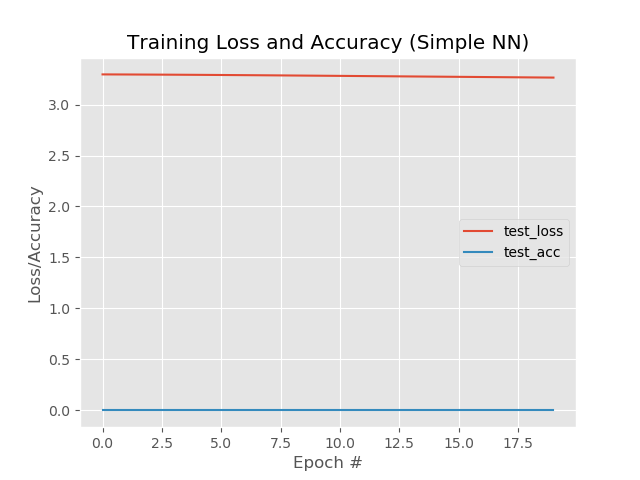 Training Loss and Accuracy (Simple NN)
3.0
2.5
2.0
1.5
1.0
0.5
0.0
Loss/Accuracy
test_loss
test_acc
0.0 2.5 5.0 7.5 10.0 12.5 15.0 17.5
Epoch #